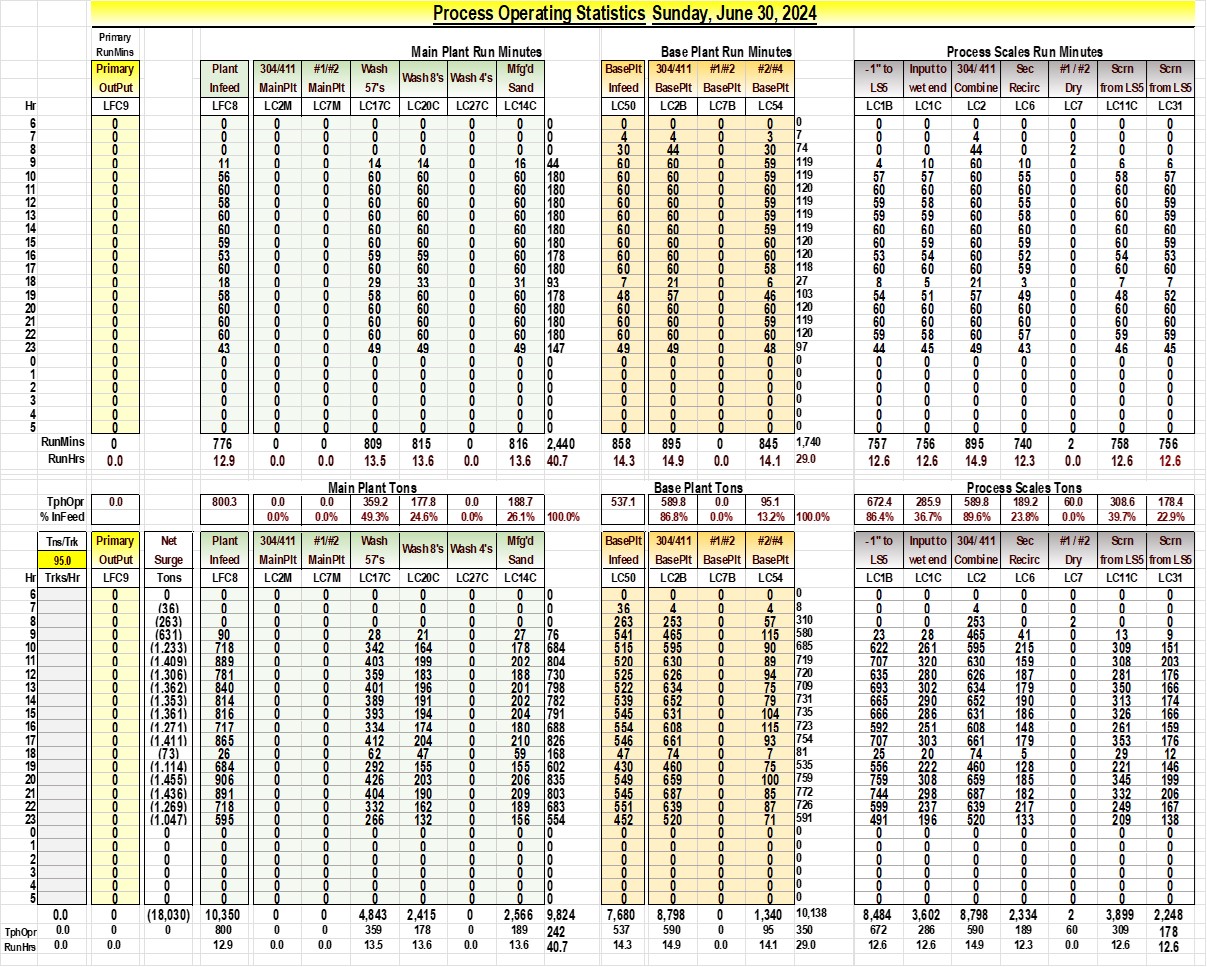 Process Operating Statistics Sunday, June 30, 2024
Primary
RunMins Main Plant Run Minutes Base Plant Run Minutes Process Scales Run Minutes
Primary Plant 304/411 #1/#2 Wash Wash 8's Wash 4's Mfg'd BasePlt 304/411 #1/#2 #2/#4 -1" to Input to 304/ 411 Sec #1 / #2 Scrn Scrn
OutPut Infeed MainPlt MainPlt 57's Sand Infeed BasePlt BasePlt BasePlt LS5 wet end Combine Recirc Dry from LS5 from LS5
Hr LFC9 LFC8 LC2M LC7M LC17C LC20C LC27C LC14C LC50 LC2B LC7B LC54 LC1B LC1C LC2 LC6 LC7 LC11C LC31
6 0 0 0 0 0 0 0 0 0 0 0 0 0 0 0 0 0 0 0 0 0
7 0 0 0 0 0 0 0 0 0 4 4 0 3 7 0 0 4 0 0 0 0
8 0 0 0 0 0 0 0 0 0 30 44 0 30 74 0 0 44 0 2 0 0
9 0 11 0 0 14 14 0 16 44 60 60 0 59 119 4 10 60 10 0 6 6
10 0 56 0 0 60 60 0 60 180 60 60 0 59 119 57 57 60 55 0 58 57
11 0 60 0 0 60 60 0 60 180 60 60 0 60 120 60 60 60 60 0 60 60
12 0 58 0 0 60 60 0 60 180 60 60 0 59 119 59 58 60 55 0 60 59
13 0 60 0 0 60 60 0 60 180 60 60 0 59 119 59 59 60 58 0 60 59
14 0 60 0 0 60 60 0 60 180 60 60 0 59 119 60 60 60 60 0 60 60
15 0 59 0 0 60 60 0 60 180 60 60 0 60 120 60 59 60 59 0 60 59
16 0 53 0 0 59 59 0 60 178 60 60 0 60 120 53 54 60 52 0 54 53
17 0 60 0 0 60 60 0 60 180 60 60 0 58 118 60 60 60 59 0 60 60
18 0 18 0 0 29 33 0 31 93 7 21 0 6 27 8 5 21 3 0 7 7
19 0 58 0 0 58 60 0 60 178 48 57 0 46 103 54 51 57 49 0 48 52
20 0 60 0 0 60 60 0 60 180 60 60 0 60 120 60 60 60 60 0 60 60
21 0 60 0 0 60 60 0 60 180 60 60 0 59 119 60 60 60 60 0 60 60
22 0 60 0 0 60 60 0 60 180 60 60 0 60 120 59 58 60 57 0 59 59
23 0 43 0 0 49 49 0 49 147 49 49 0 48 97 44 45 49 43 0 46 45
0 0 0 0 0 0 0 0 0 0 0 0 0 0 0 0 0 0 0 0 0 0
1 0 0 0 0 0 0 0 0 0 0 0 0 0 0 0 0 0 0 0 0 0
2 0 0 0 0 0 0 0 0 0 0 0 0 0 0 0 0 0 0 0 0 0
3 0 0 0 0 0 0 0 0 0 0 0 0 0 0 0 0 0 0 0 0 0
4 0 0 0 0 0 0 0 0 0 0 0 0 0 0 0 0 0 0 0 0 0
5 0 0 0 0 0 0 0 0 0 0 0 0 0 0 0 0 0 0 0 0 0
RunMins 0 776 0 0 809 815 0 816 2,440 858 895 0 845 1,740 757 756 895 740 2 758 756
RunHrs 0.0 12.9 0.0 0.0 13.5 13.6 0.0 13.6 40.7 14.3 14.9 0.0 14.1 29.0 12.6 12.6 14.9 12.3 0.0 12.6 12.6
Main Plant Tons Base Plant Tons Process Scales Tons
TphOpr 0.0 800.3 0.0 0.0 359.2 177.8 0.0 188.7 537.1 589.8 0.0 95.1 672.4 285.9 589.8 189.2 60.0 308.6 178.4
% InFeed 0.0% 0.0% 49.3% 24.6% 0.0% 26.1% 100.0% 86.8% 0.0% 13.2% 100.0% 86.4% 36.7% 89.6% 23.8% 0.0% 39.7% 22.9%
Tns/Trk Primary Net Plant 304/411 #1/#2 Wash Wash 8's Wash 4's Mfg'd BasePlt 304/411 #1/#2 #2/#4 -1" to Input to 304/ 411 Sec #1 / #2 Scrn Scrn
95.0 OutPut Surge Infeed MainPlt MainPlt 57's Sand Infeed BasePlt BasePlt BasePlt LS5 wet end Combine Recirc Dry from LS5 from LS5
Hr Trks/Hr LFC9 Tons LFC8 LC2M LC7M LC17C LC20C LC27C LC14C LC50 LC2B LC7B LC54 LC1B LC1C LC2 LC6 LC7 LC11C LC31
6 0 0 0 0 0 0 0 0 0 0 0 0 0 0 0 0 0 0 0 0 0 0
7 0 (36) 0 0 0 0 0 0 0 0 36 4 0 4 8 0 0 4 0 0 0 0
8 0 (263) 0 0 0 0 0 0 0 0 263 253 0 57 310 0 0 253 0 2 0 0
9 0 (631) 90 0 0 28 21 0 27 76 541 465 0 115 580 23 28 465 41 0 13 9
10 0 (1,233) 718 0 0 342 164 0 178 684 515 595 0 90 685 622 261 595 215 0 309 151
11 0 (1,409) 889 0 0 403 199 0 202 804 520 630 0 89 719 707 320 630 159 0 308 203
12 0 (1,306) 781 0 0 359 183 0 188 730 525 626 0 94 720 635 280 626 187 0 281 176
13 0 (1,362) 840 0 0 401 196 0 201 798 522 634 0 75 709 693 302 634 179 0 350 166
14 0 (1,353) 814 0 0 389 191 0 202 782 539 652 0 79 731 665 290 652 190 0 313 174
15 0 (1,361) 816 0 0 393 194 0 204 791 545 631 0 104 735 666 286 631 186 0 326 166
16 0 (1,271) 717 0 0 334 174 0 180 688 554 608 0 115 723 592 251 608 148 0 261 159
17 0 (1,411) 865 0 0 412 204 0 210 826 546 661 0 93 754 707 303 661 179 0 353 176
18 0 (73) 26 0 0 62 47 0 59 168 47 74 0 7 81 25 20 74 5 0 29 12
19 0 (1,114) 684 0 0 292 155 0 155 602 430 460 0 75 535 556 222 460 128 0 221 146
20 0 (1,455) 906 0 0 426 203 0 206 835 549 659 0 100 759 759 308 659 185 0 345 199
21 0 (1,436) 891 0 0 404 190 0 209 803 545 687 0 85 772 744 298 687 182 0 332 206
22 0 (1,269) 718 0 0 332 162 0 189 683 551 639 0 87 726 599 237 639 217 0 249 167
23 0 (1,047) 595 0 0 266 132 0 156 554 452 520 0 71 591 491 196 520 133 0 209 138
0 0 0 0 0 0 0 0 0 0 0 0 0 0 0 0 0 0 0 0 0 0 0
1 0 0 0 0 0 0 0 0 0 0 0 0 0 0 0 0 0 0 0 0 0 0
2 0 0 0 0 0 0 0 0 0 0 0 0 0 0 0 0 0 0 0 0 0 0
3 0 0 0 0 0 0 0 0 0 0 0 0 0 0 0 0 0 0 0 0 0 0
4 0 0 0 0 0 0 0 0 0 0 0 0 0 0 0 0 0 0 0 0 0 0
5 0 0 0 0 0 0 0 0 0 0 0 0 0 0 0 0 0 0 0 0 0 0
0.0 0 (18,030) 10,350 0 0 4,843 2,415 0 2,566 9,824 7,680 8,798 0 1,340 10,138 8,484 3,602 8,798 2,334 2 3,899 2,248
TphOpr 0.0 0 0 800 0 0 359 178 0 189 242 537 590 0 95 350 672 286 590 189 60 309 178
RunHrs 0.0 0.0 12.9 0.0 0.0 13.5 13.6 0.0 13.6 40.7 14.3 14.9 0.0 14.1 29.0 12.6 12.6 14.9 12.3 0.0 12.6 12.6